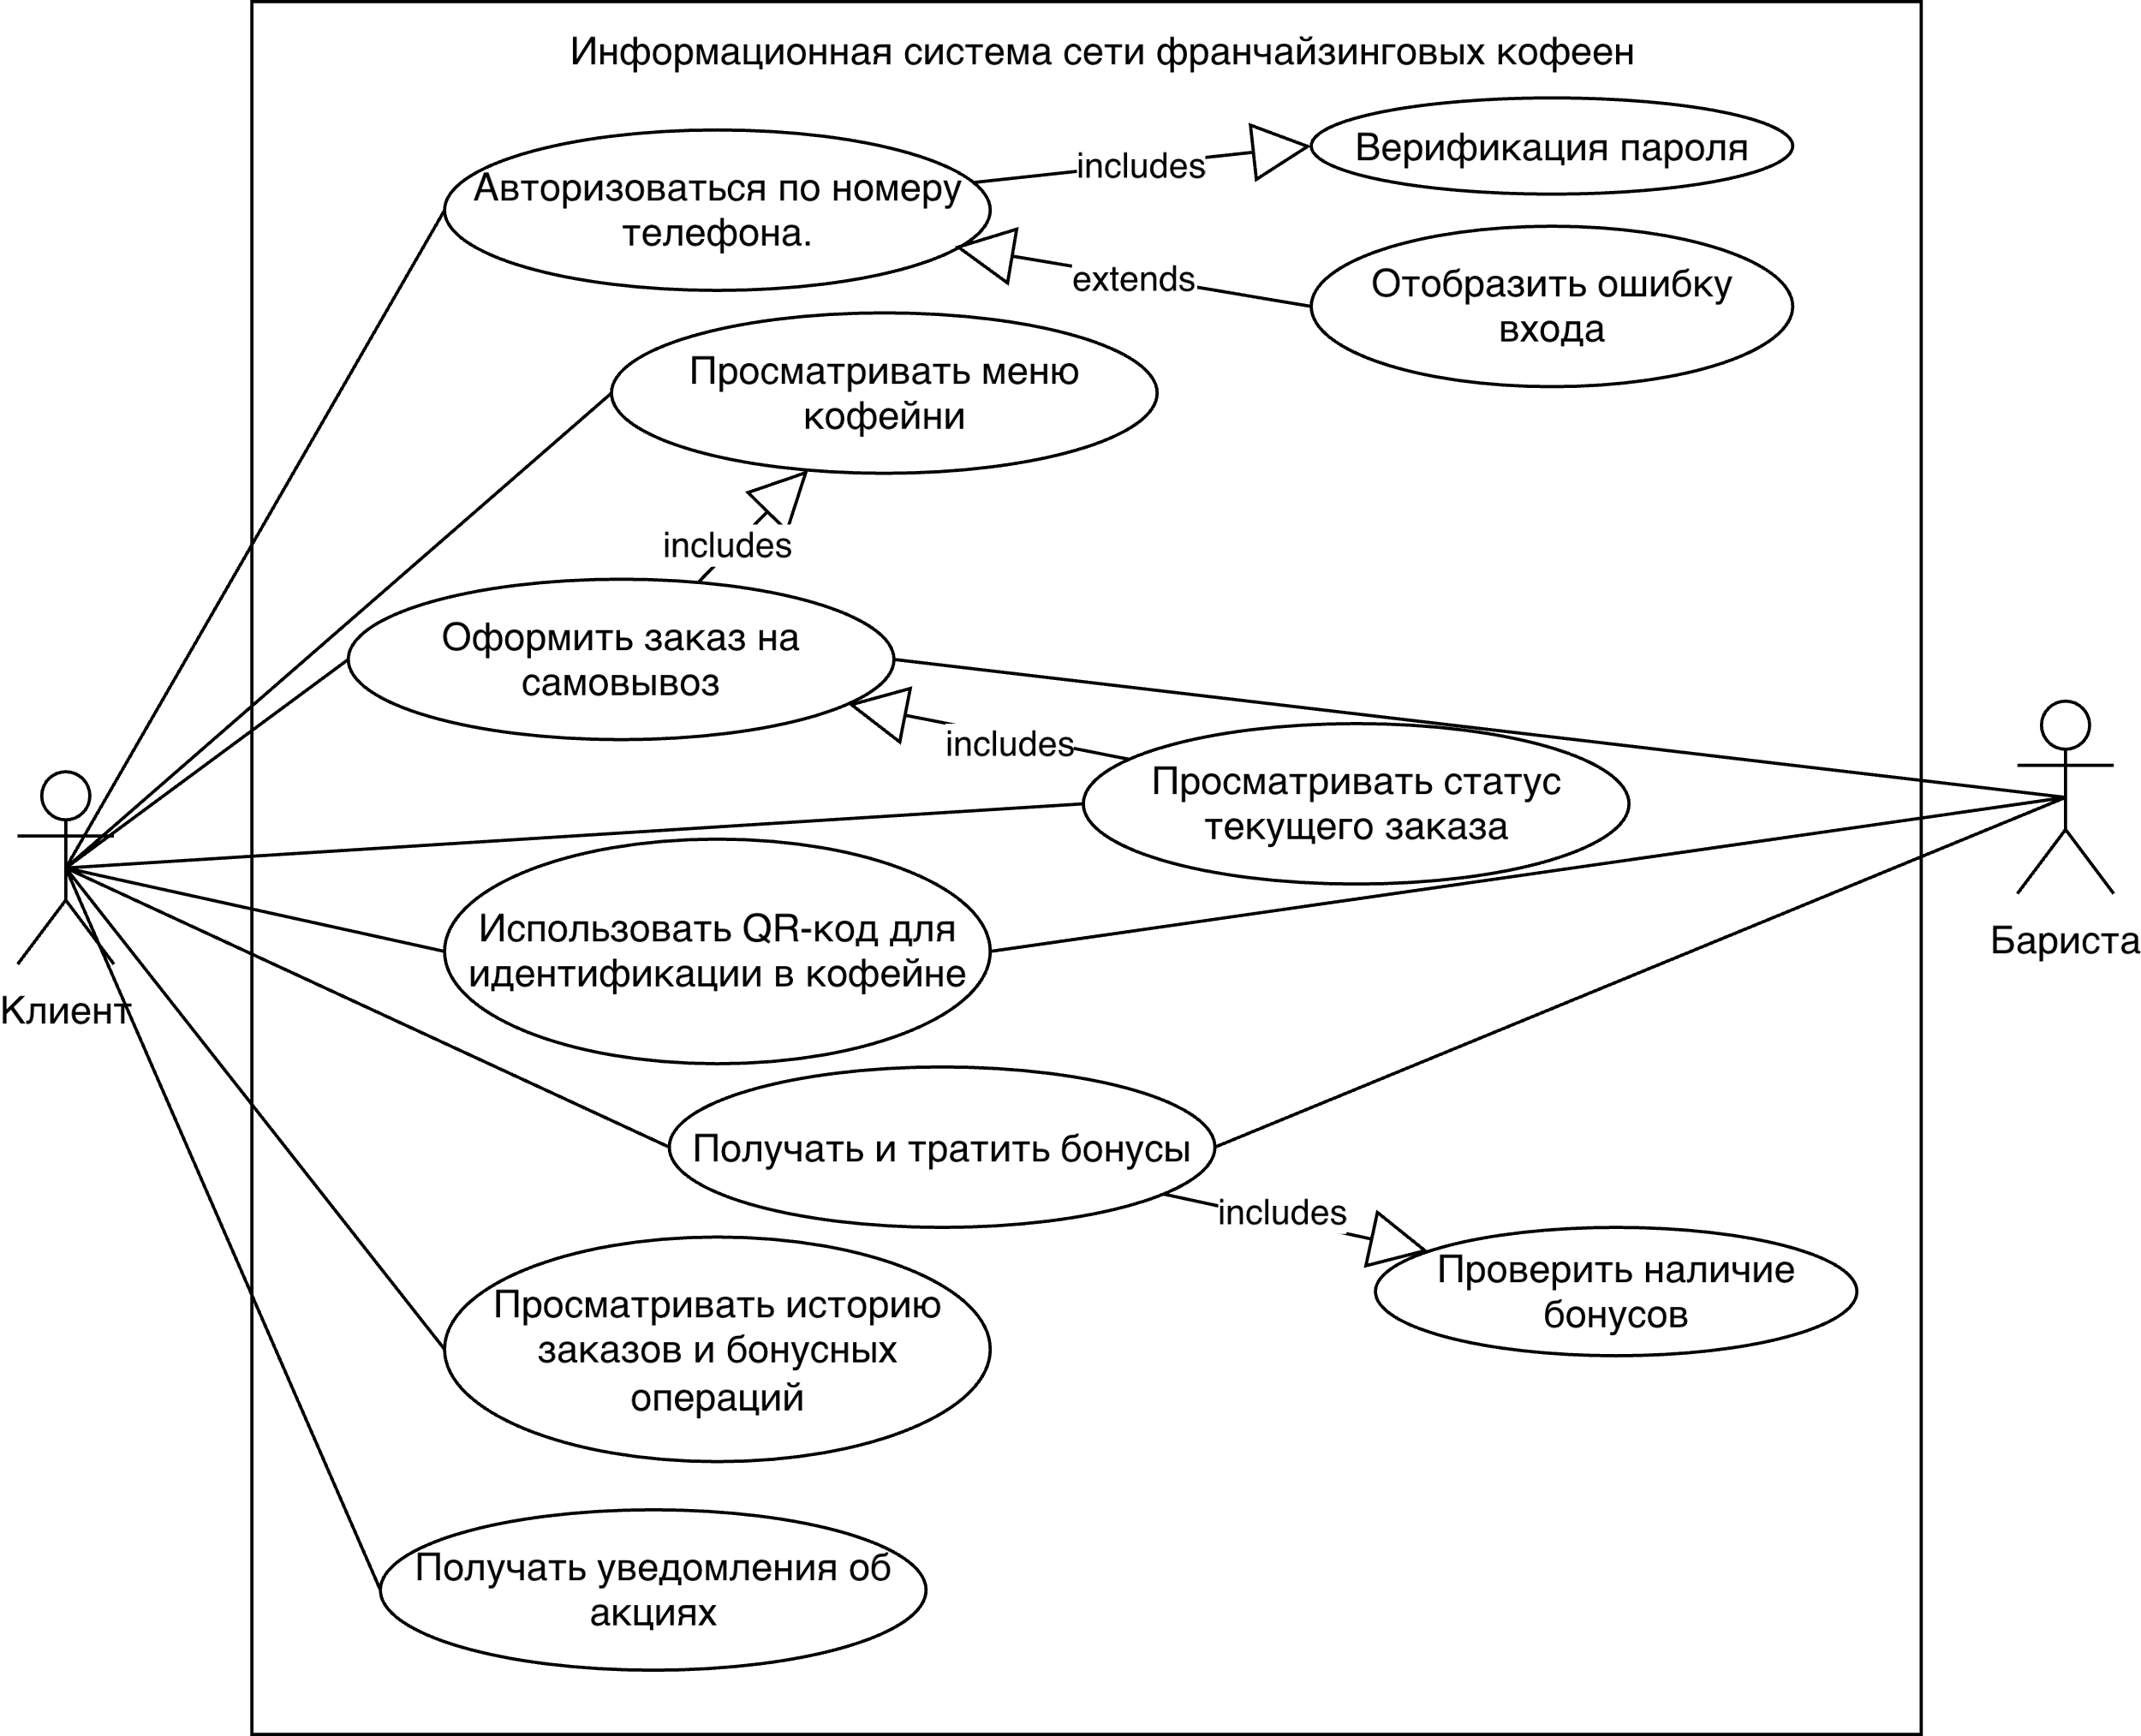 Информационная система сети франчайзинговых кофеен
Авторизоваться по номеру
телефона.
includes
Верификация пароля
extends
Отобразить ошибку
входа
Просматривать меню
кофейни
includes
Оформить заказ на
самовывоз
includes
Просматривать статус
текущего заказа
Бариста
Использовать QR-код для
идентификации в кофейне
Клиент
Получать и тратить бонусы
includes
Проверить наличие
бонусов
Просматривать историю
заказов и бонусных
операций
Получать уведомления об
акциях